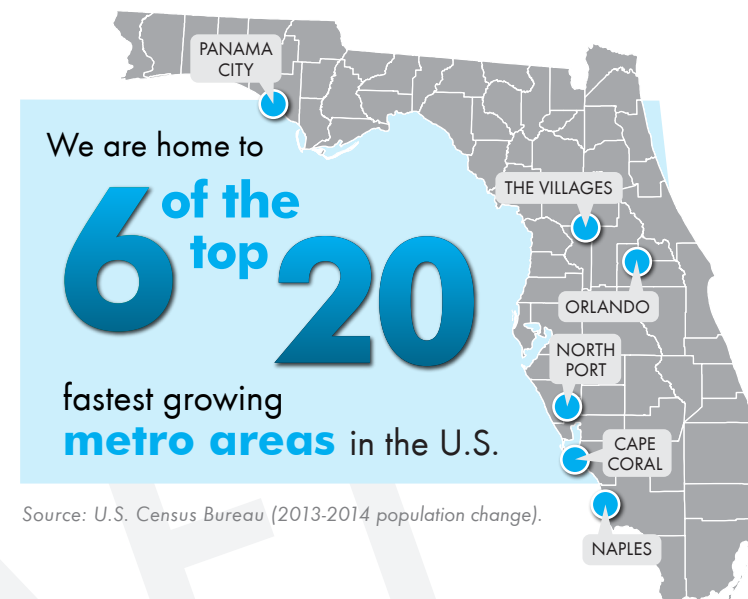 PANAMA
CITY
We are home to
6 of the
top 20
fastest growing
metro areas in the U.S.
THE VILLAGES
ORLANDO
NORTH
PORT
CAPE
CORAL
NAPLES
Source: U.S. Census Bureau (2013-2014 population change).